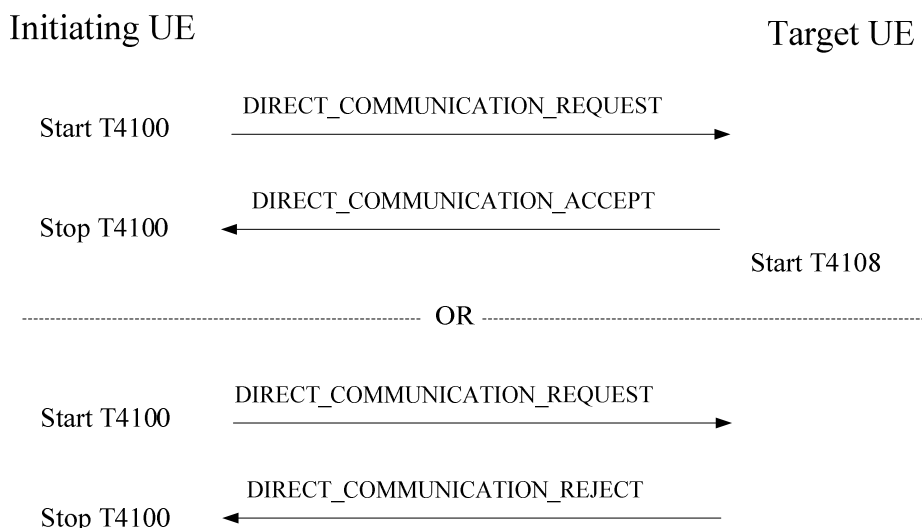 Initiating UE
Target UE
DIRECT_COMMUNICATION_REQUEST
Start T4100
DIRECT_COMMUNICATION_ACCEPT
Stop T4100
Start T4108
OR
DIRECT_COMMUNICATION_REQUEST
Start T4100
DIRECT_COMMUNICATION_REJECT
Stop T4100